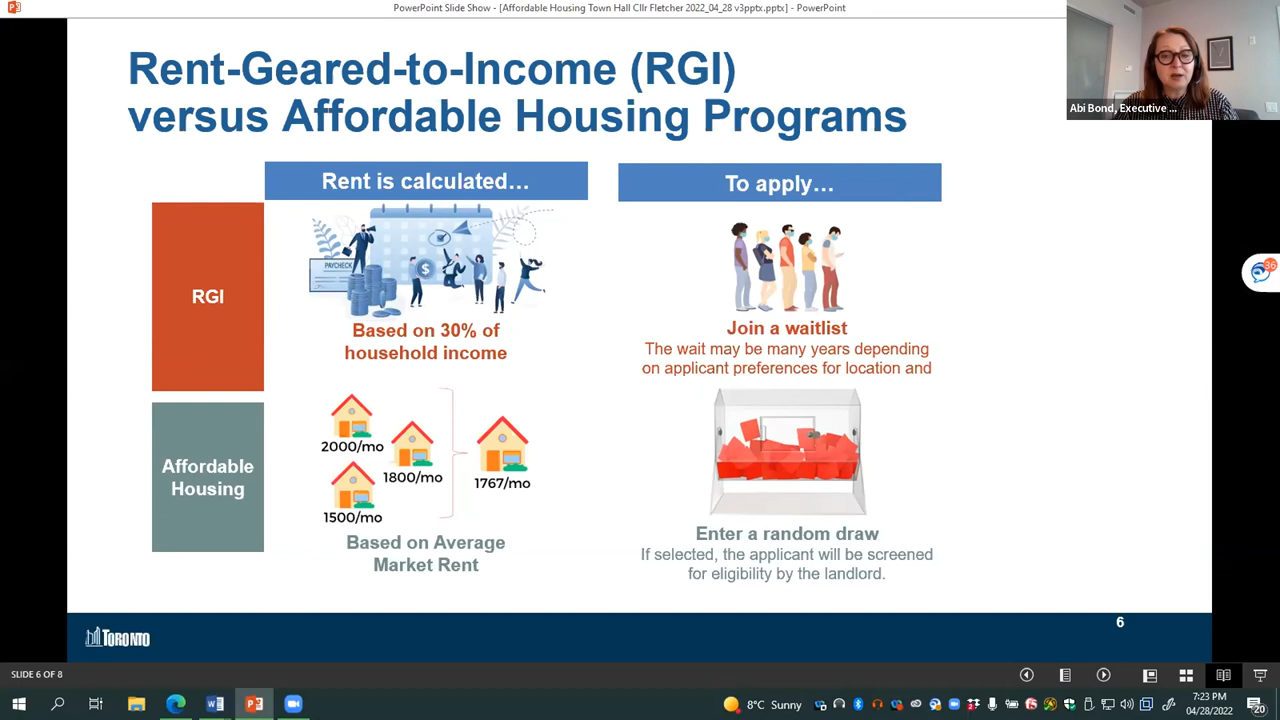 PowerPoint Slide Show - [Affordable Housing Town Hall Cllr Fletcher 2022_04_28 v3pptx.pptx] - PowerPoint
Abi Bond, Executive ...
Rent-Geared-to-Income (RGI)
versus Affordable Housing Programs
Rent is calculated…
To apply…
RGI
PAYCHECK
$
Based on 30% of
household income
Join a waitlist
The wait may be many years depending
on applicant preferences for location and
36
Affordable
Housing
2000/mo
1800/mo
1500/mo
1767/mo
Based on Average
Market Rent
Enter a random draw
If selected, the applicant will be screened
for eligibility by the landlord.
6
TORONTO
SLIDE 6 OF 8
8°C Sunny
7:23 PM
04/28/2022
20